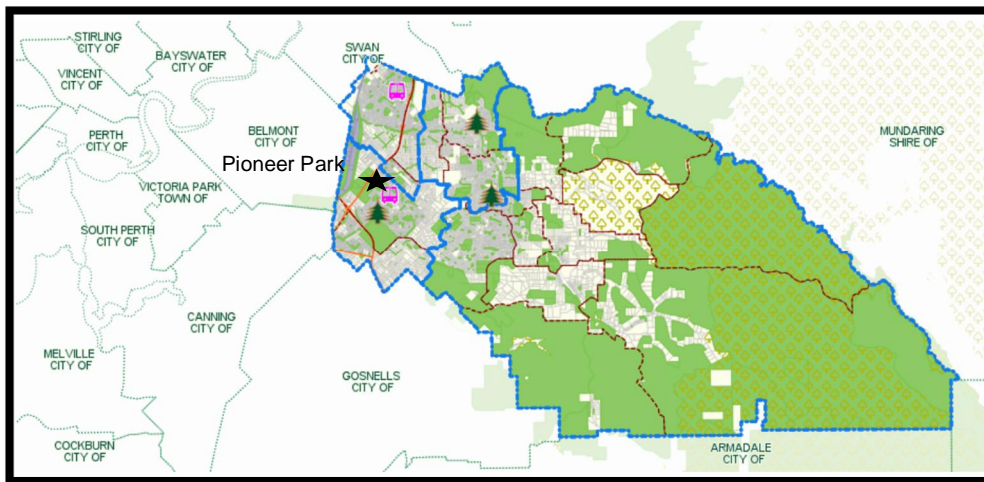 STIRLING
CITY OF
BAYSWATER
CITY OF
SWAN
CITY OF
VINCENT
CITY OF
PERTH
CITY OF
BELMONT
CITY OF
MUNDARING
SHIRE OF
Pioneer Park
VICTORIA PARK
TOWN OF
SOUTH PERTH
CITY OF
CANNING
CITY OF
MELVILLE
CITY OF
GOSNELLS
CITY OF
COCKBURN
CITY OF
ARMADALE
CITY OF